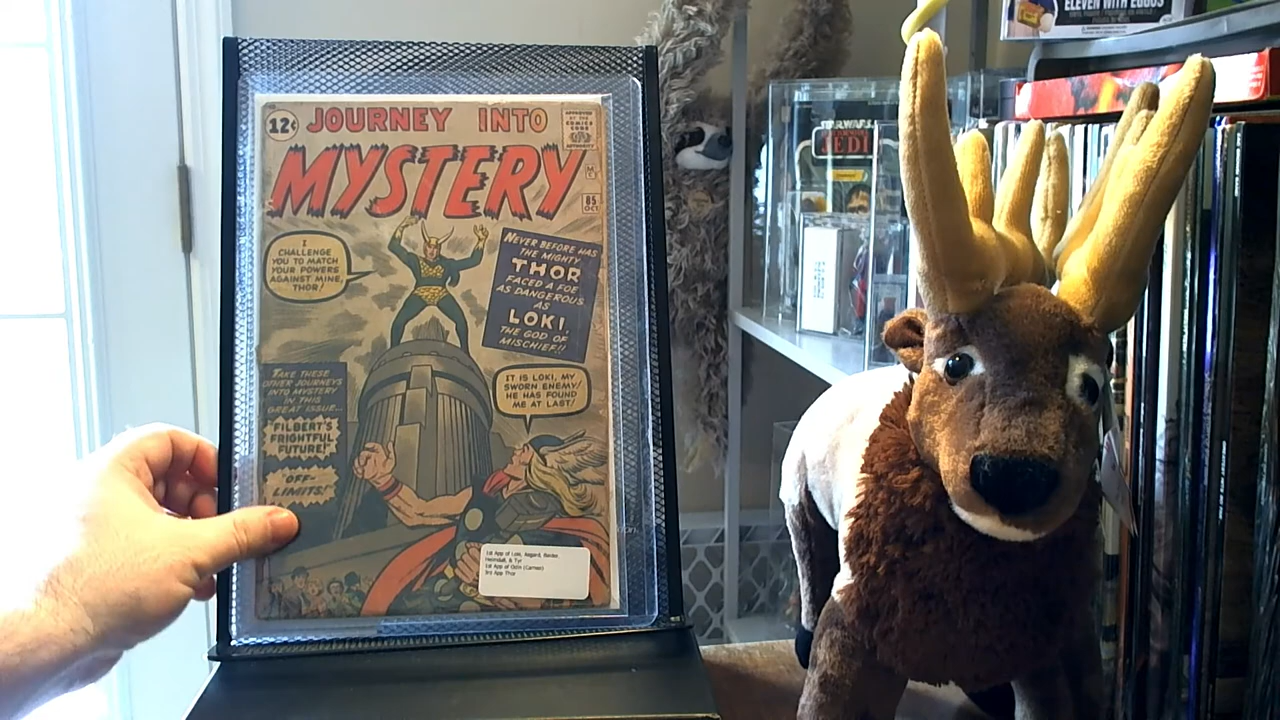 12¢
JOURNEY INTO
MYSTERY
APPROVED
BY THE
COMICS
CODE
AUTHORITY
85
OCT.
I
CHALLENGE
YOU TO MATCH
YOUR POWERS
AGAINST MINE,
THOR!
NEVER BEFORE HAS
THE MIGHTY
THOR
FACED A FOE
AS DANGEROUS
AS
LOKI,
THE GOD OF
MISCHIEF!!
IT IS LOKI, MY
SWORN ENEMY!
HE HAS FOUND
ME AT LAST!
TAKE THESE
OTHER JOURNEYS
INTO MYSTERY
IN THIS
GREAT ISSUE...
"FILBERT'S
FRIGHTFUL
FUTURE!"
"OFF-
LIMITS!"
1st App of Loki, Asgard, Balder,
Heimdall, & Tyr
1st App of Odin (Cameo)
3rd App Thor
STAR WARS
JEDI
ELEVEN WITH EGGOS